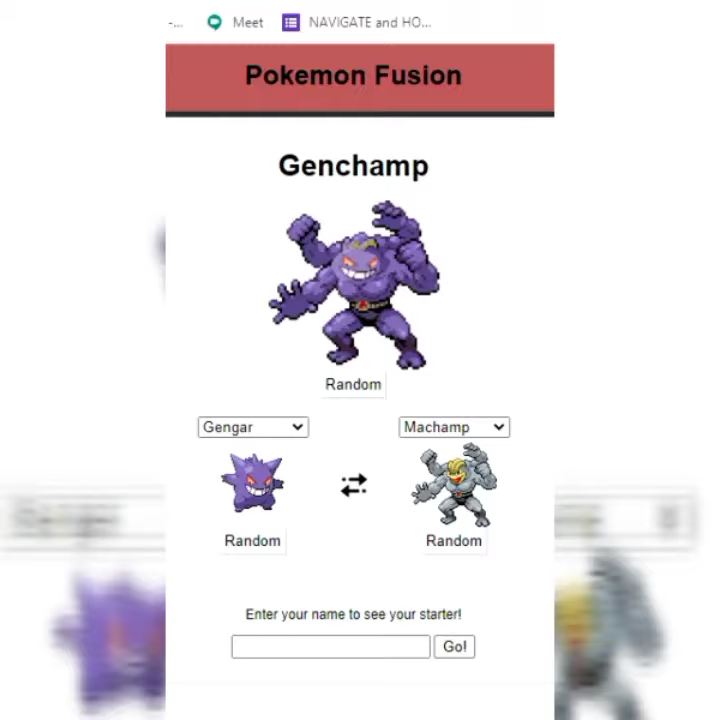 -... Meet NAVIGATE and HO...
Pokemon Fusion
Genchamp
Random
Gengar Machamp
Random Random
Enter your name to see your starter!
Go!